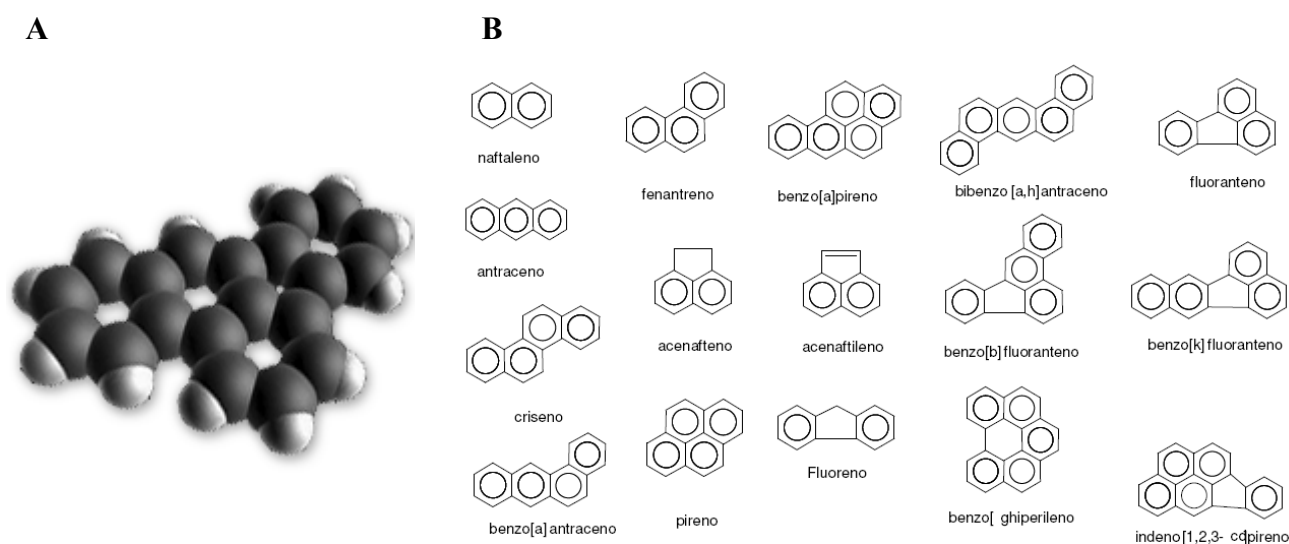 A
B
naftaleno
fenantreno
benzo[a]pireno
bibenzo [a,h]antraceno
fluoranteno
antraceno
acenafteno
acenaftileno
benzo[b]fluoranteno
benzo[k]fluoranteno
criseno
pireno
Fluoreno
benzo[ ghiperileno
indeno[1,2,3- cd]pireno
benzo[a] antraceno